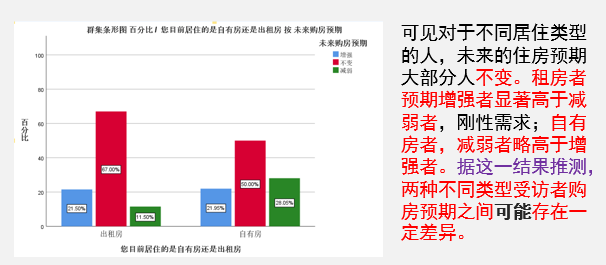 群集条形图 百分比 / 您目前居住的是自有房还是出租房 按 未来购房预期
未来购房预期
增强
不变
减弱
百分比
100
80
60
40
20
0
21.50%
67.00%
11.50%
21.95%
50.00%
28.05%
出租房
自有房
您目前居住的是自有房还是出租房
可见对于不同居住类型
的人，未来的住房预期
大部分人不变。租房者
预期增强者显著高于减
弱者，刚性需求；自有
房者，减弱者略高于增
强者。据这一结果推测，
两种不同类型受访者购
房预期之间可能存在一
定差异。